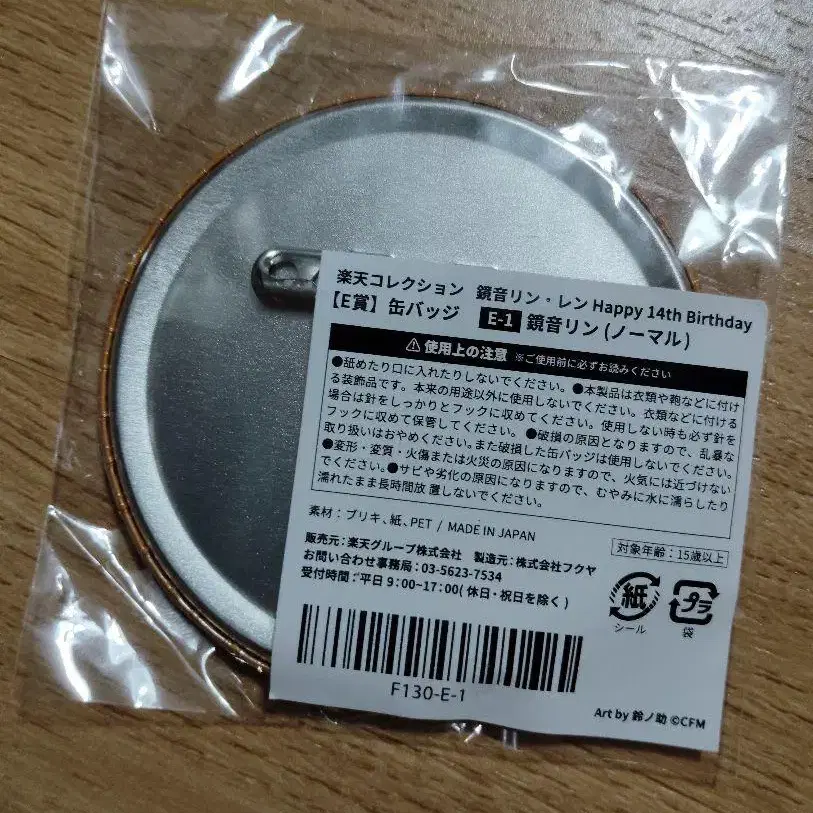 楽天コレクション 鏡音リン・レン Happy 14th Birthday
【E賞】缶バッジ E-1 鏡音リン(ノーマル)
⚠使用上の注意 ※ご使用前に必ずお読みください
●舐めたり口に入れたりしないでください。●本製品は衣類や鞄などに付け
る装飾品です。本来の用途以外に使用しないでください。衣類などに付ける
場合は針をしっかりとフックに収めてください。使用しない時も必ず針を
フックに収めて保管してください。●破損の原因となりますので、乱暴な
取り扱いはおやめください。また破損した缶バッジは使用しないでください。
●変形・変質・火傷または火災の原因になりますので、火気には近づけない
でください。●サビや劣化の原因になりますので、むやみに水に濡らしたり
濡れたまま長時間放置しないでください。
素材:ブリキ、紙、PET / MADE IN JAPAN
販売元:楽天グループ株式会社 製造元:株式会社フクヤ
お問い合わせ事務局:03-5623-7534
受付時間:平日 9:00~17:00(休日・祝日を除く)
対象年齢:15歳以上
紙
シール
プラ
袋
F130-E-1
Art by 鈴ノ助 ©CFM